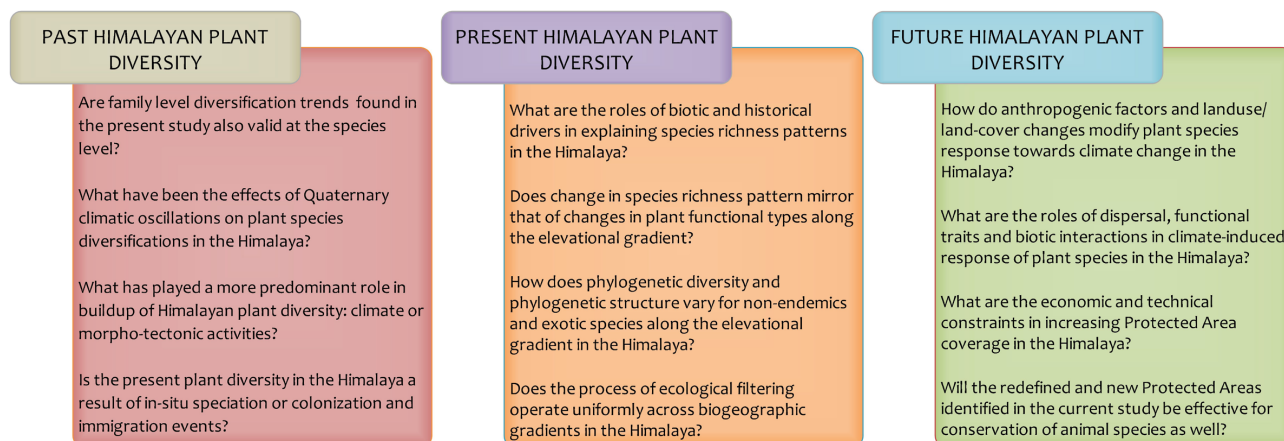 PAST HIMALAYAN PLANT
DIVERSITY
Are family level diversification trends found in
the present study also valid at the species
level?
What have been the effects of Quaternary
climatic oscillations on plant species
diversifications in the Himalaya?
What has played a more predominant role in
buildup of Himalayan plant diversity: climate or
morpho-tectonic activities?
Is the present plant diversity in the Himalaya a
result of in-situ speciation or colonization and
immigration events?
PRESENT HIMALAYAN PLANT
DIVERSITY
What are the roles of biotic and historical
drivers in explaining species richness patterns
in the Himalaya?
Does change in species richness pattern mirror
that of changes in plant functional types along
the elevational gradient?
How does phylogenetic diversity and
phylogenetic structure vary for non-endemics
and exotic species along the elevational
gradient in the Himalaya?
Does the process of ecological filtering
operate uniformly across biogeographic
gradients in the Himalaya?
FUTURE HIMALAYAN PLANT
DIVERSITY
How do anthropogenic factors and landuse/
land-cover changes modify plant species
response towards climate change in the
Himalaya?
What are the roles of dispersal, functional
traits and biotic interactions in climate-induced
response of plant species in the Himalaya?
What are the economic and technical
constraints in increasing Protected Area
coverage in the Himalaya?
Will the redefined and new Protected Areas
identified in the current study be effective for
conservation of animal species as well?